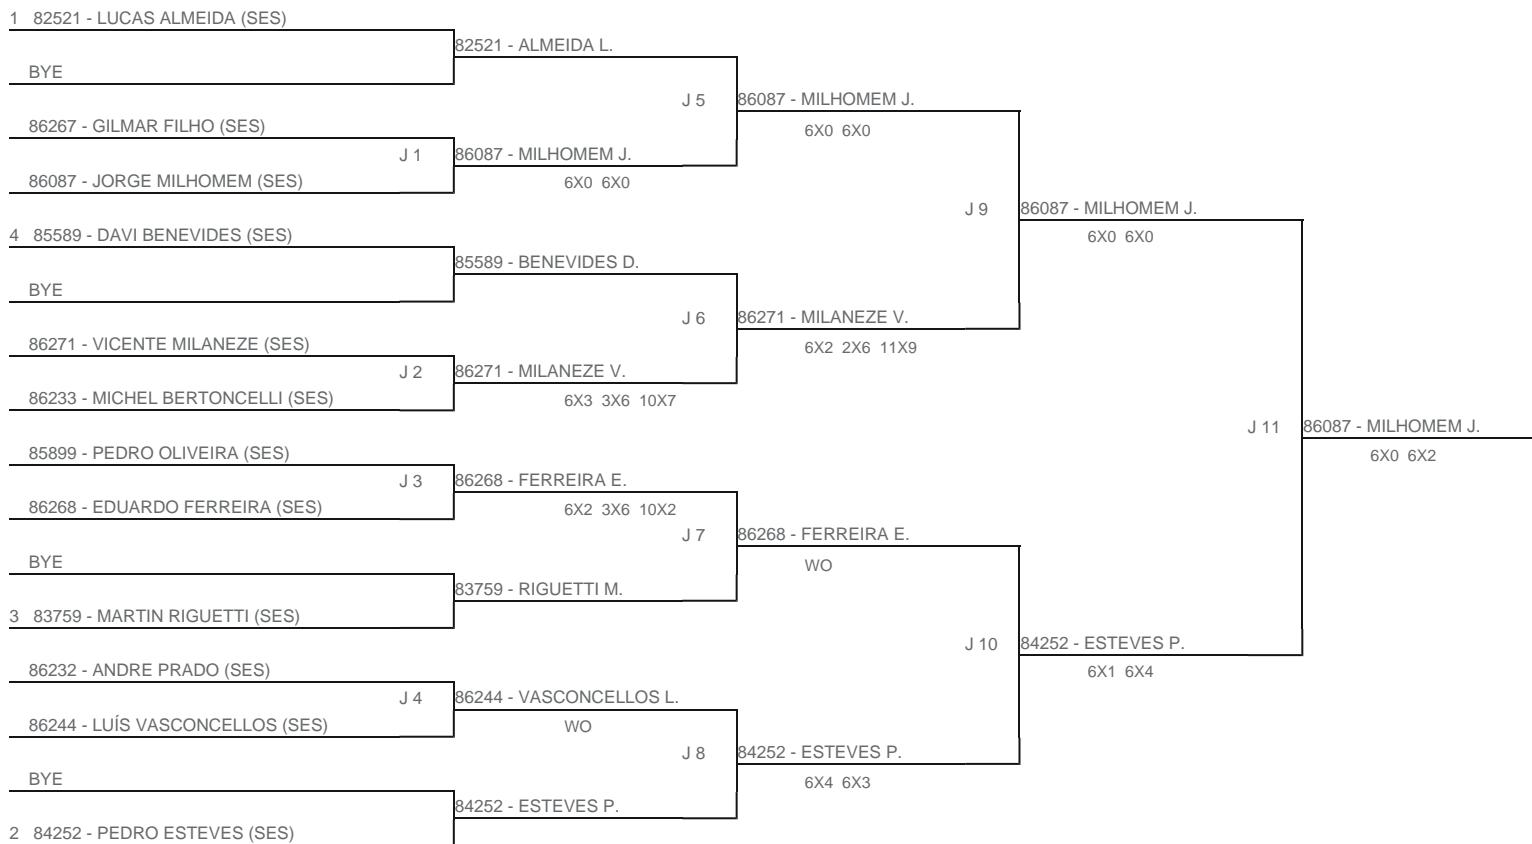 1 82521 - LUCAS ALMEIDA (SES)
82521 - ALMEIDA L.
BYE
J 5
86087 - MILHOMEM J.
6X0 6X0
86267 - GILMAR FILHO (SES)
J 1
86087 - MILHOMEM J.
6X0 6X0
86087 - JORGE MILHOMEM (SES)
J 9
86087 - MILHOMEM J.
6X0 6X0
4 85589 - DAVI BENEVIDES (SES)
85589 - BENEVIDES D.
BYE
J 6
86271 - MILANEZE V.
6X2 2X6 11X9
86271 - VICENTE MILANEZE (SES)
J 2
86271 - MILANEZE V.
6X3 3X6 10X7
86233 - MICHEL BERTONCELLI (SES)
J 11
86087 - MILHOMEM J.
6X0 6X2
85899 - PEDRO OLIVEIRA (SES)
J 3
86268 - FERREIRA E.
6X2 3X6 10X2
86268 - EDUARDO FERREIRA (SES)
J 7
86268 - FERREIRA E.
WO
BYE
83759 - RIGUETTI M.
3 83759 - MARTIN RIGUETTI (SES)
J 10
84252 - ESTEVES P.
6X1 6X4
86232 - ANDRE PRADO (SES)
J 4
86244 - VASCONCELLOS L.
WO
86244 - LUÍS VASCONCELLOS (SES)
J 8
84252 - ESTEVES P.
6X4 6X3
BYE
84252 - ESTEVES P.
2 84252 - PEDRO ESTEVES (SES)